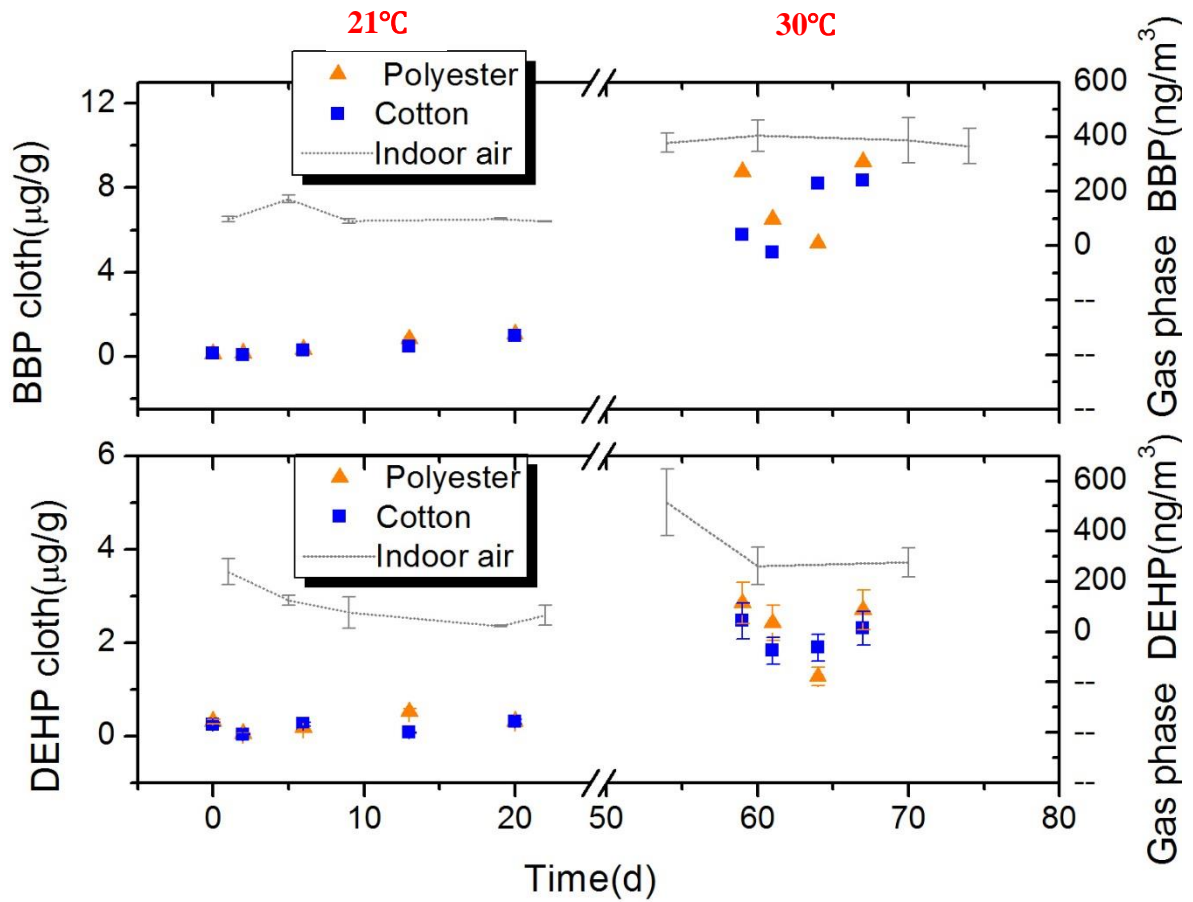 21℃
30℃
Polyester
Cotton
Indoor air
12
8
4
0
BBP cloth(μg/g)
600
400
200
0
--
--
--
Gas phase BBP(ng/m³)
Polyester
Cotton
Indoor air
6
4
2
0
DEHP cloth(μg/g)
600
400
200
0
--
--
--
Gas phase DEHP(ng/m³)
0 10 20 50 60 70 80
Time(d)